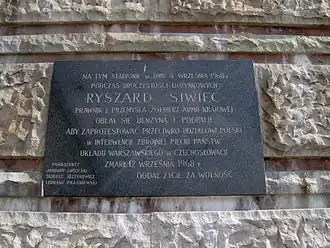 NA TYM STADIONIE W DNIU 8 WRZEŚNIA 1968 r.
PODCZAS UROCZYSTOŚCI DOŻYNKOWYCH
RYSZARD SIWIEC
PRAWNIK Z PRZEMYŚLA ŻOŁNIERZ ARMII KRAJOWEJ
OBLAŁ SIĘ BENZYNĄ I PODPALIŁ
ABY ZAPROTESTOWAĆ PRZECIWKO UDZIAŁOWI POLSKI
W INTERWENCJI ZBROJNEJ PIĘCIU PAŃSTW
UKŁADU WARSZAWSKIEGO W CZECHOSŁOWACJI
ZMARŁ 12 WRZEŚNIA 1968 r.
ODDAŁ ŻYCIE ZA WOLNOŚĆ